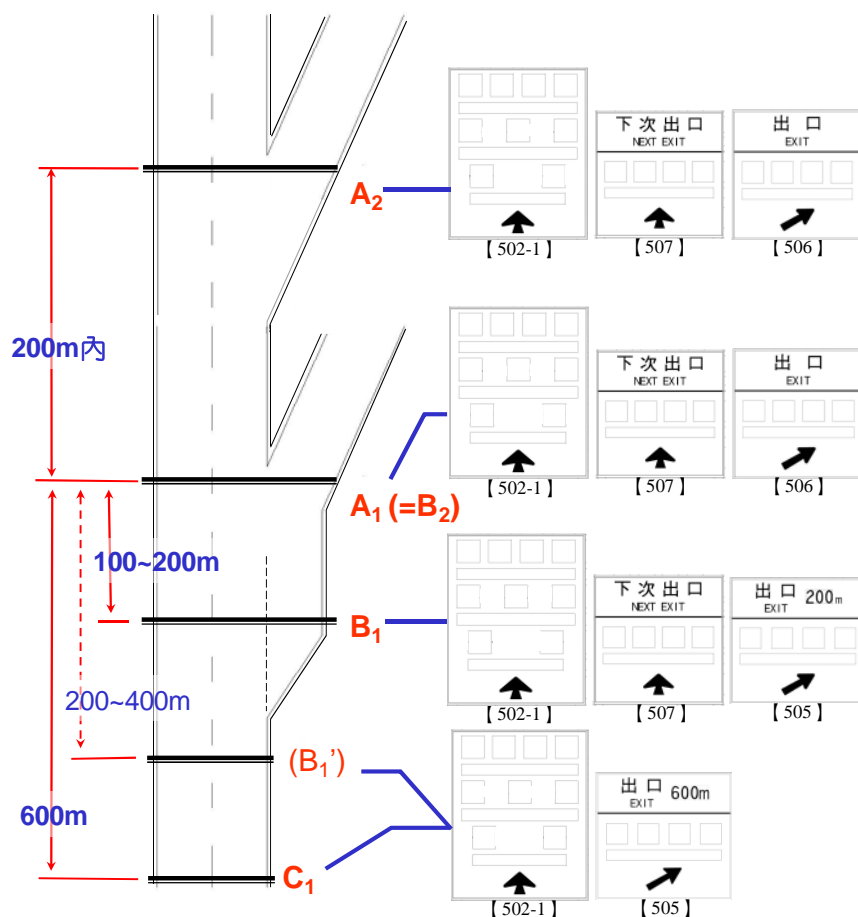 下次出口
NEXT EXIT
出口
EXIT
A2
【502-1】
【507】
【506】
200m內
下次出口
NEXT EXIT
出口
EXIT
【502-1】
【507】
【506】
A1 (=B2)
100~200m
下次出口
NEXT EXIT
出口 200m
EXIT
B1
200~400m
【502-1】
【507】
【505】
(B1’)
出口 600m
EXIT
600m
C1
【502-1】
【505】